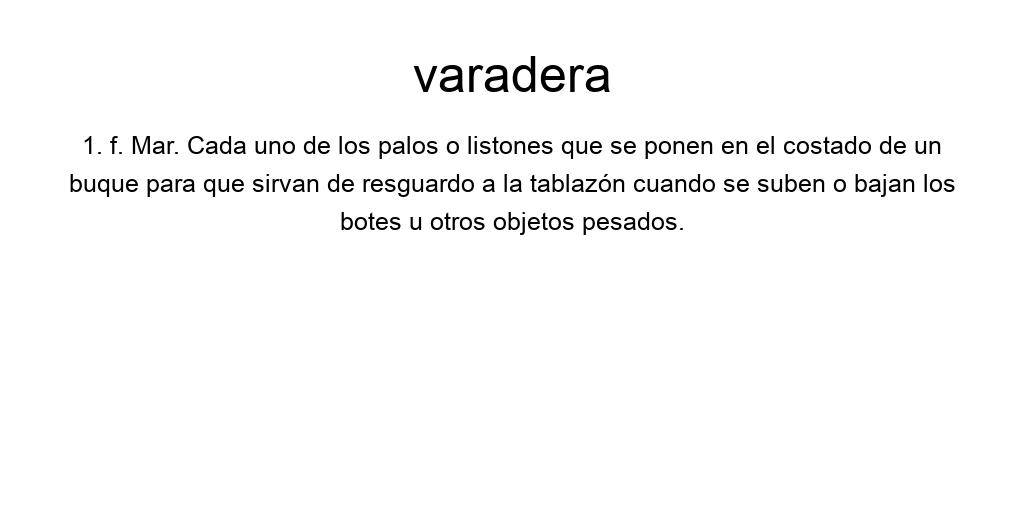 varadera
1. f. Mar. Cada uno de los palos o listones que se ponen en el costado de un
buque para que sirvan de resguardo a la tablazón cuando se suben o bajan los
botes u otros objetos pesados.